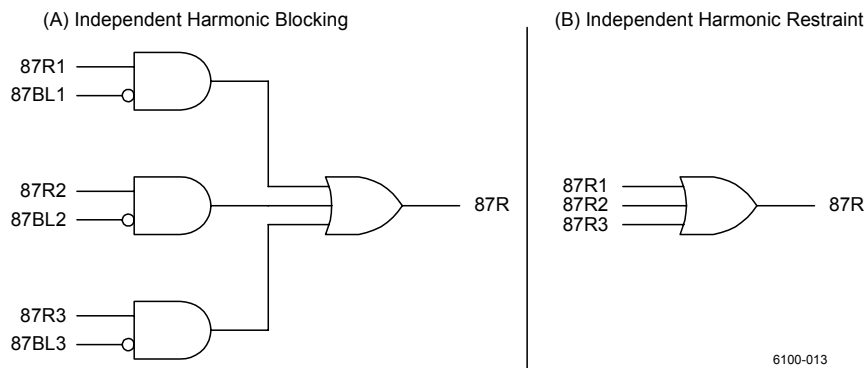 (A) Independent Harmonic Blocking
87R1
87BL1
87R2
87BL2
87R3
87BL3
87R
(B) Independent Harmonic Restraint
87R1
87R2
87R3
87R
6100-013